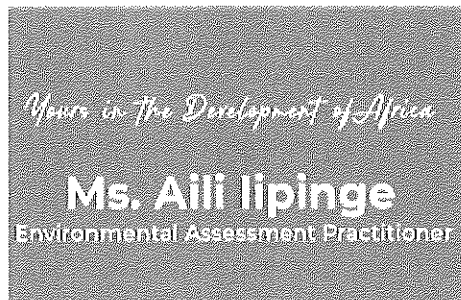 Yours in the Development of Africa
Ms. Aili Iipinge
Environmental Assessment Practitioner